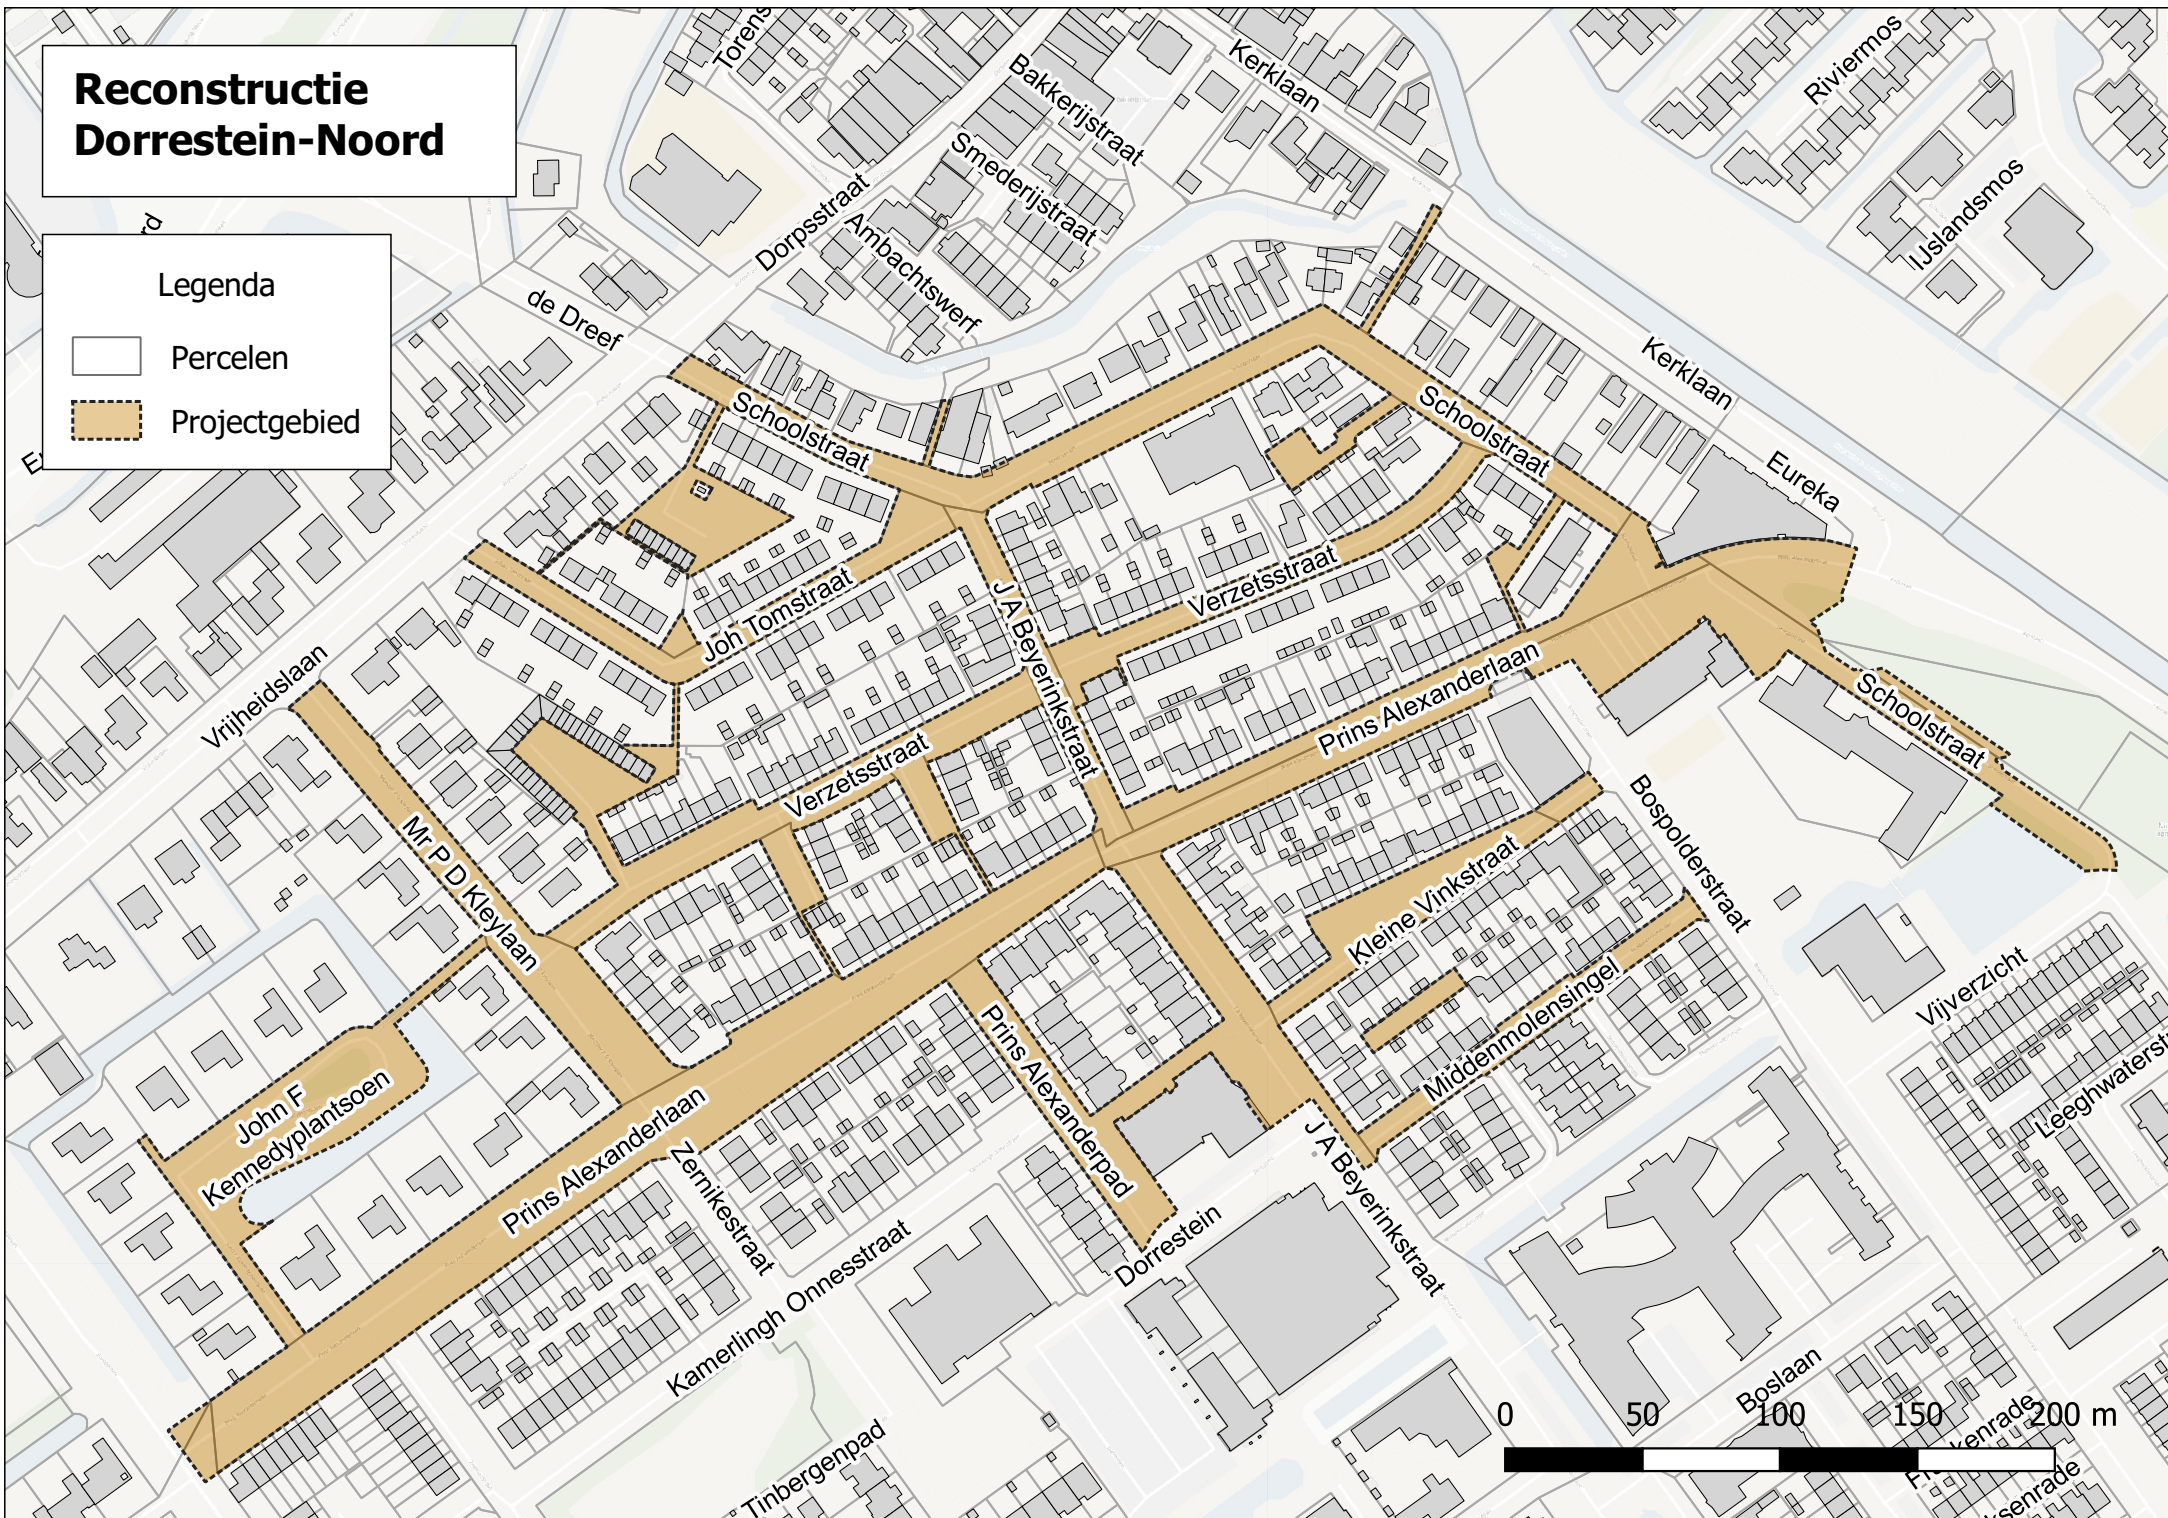 Reconstructie
Dorrestein-Noord
Legenda
Percelen
Projectgebied
Dorpsstraat
Bakkerijstraat
Smederijstraat
Ambachtswerf
Kerklaan
Riviermos
IJslandsmos
de Dreef
Kerklaan
Eureka
Schoolstraat
Schoolstraat
Verzetsstraat
J A Beyerinkstraat
Joh Tomstraat
Vrijheidslaan
Prins Alexanderlaan
Schoolstraat
Verzetsstraat
Mr P D Kleylaan
Bospolderstraat
Kleine Vinkstraat
Middenmolensingel
Vijverzicht
John F
Kennedyplantsoen
Prins Alexanderlaan
Prins Alexanderpad
Zernikestraat
J A Beyerinkstraat
Dorrestein
Kamerlingh Onnesstraat
Boslaan
Tinbergenpad
0 50 100 150 200 m